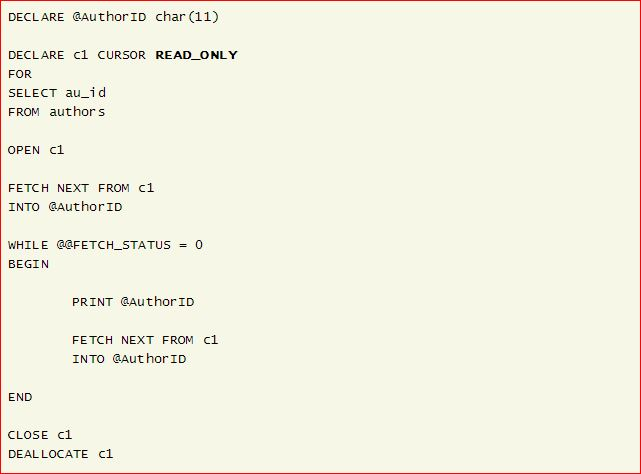 DECLARE @AuthorID char(11)
DECLARE c1 CURSOR READ_ONLY
FOR
SELECT au_id
FROM authors
OPEN c1
FETCH NEXT FROM c1
INTO @AuthorID
WHILE @@FETCH_STATUS = 0
BEGIN
PRINT @AuthorID
FETCH NEXT FROM c1
INTO @AuthorID
END
CLOSE c1
DEALLOCATE c1